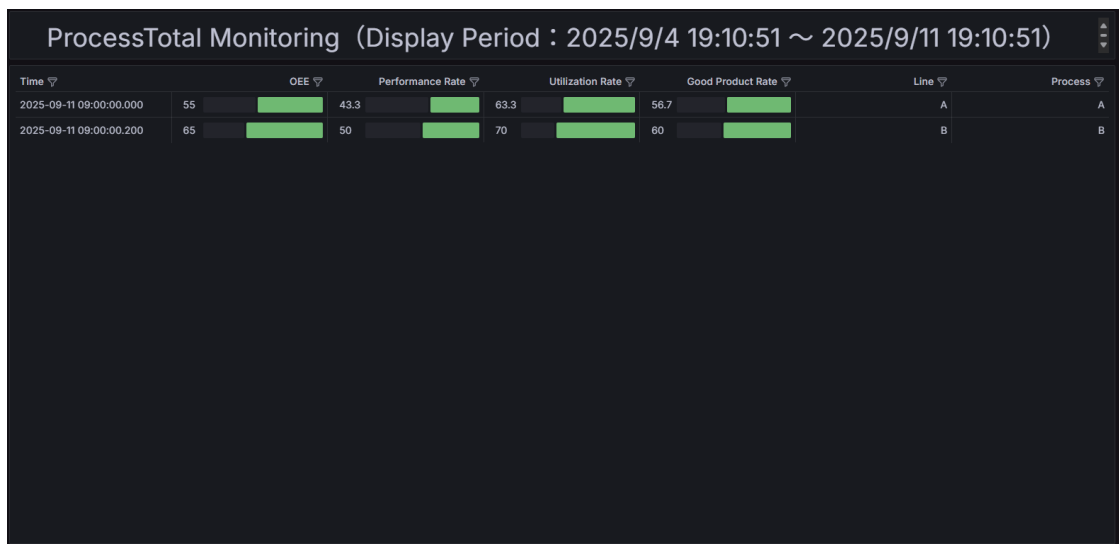 ProcessTotal Monitoring（Display Period：2025/9/4 19:10:51 ～ 2025/9/11 19:10:51）
Time OEE Performance Rate Utilization Rate Good Product Rate Line Process
2025-09-11 09:00:00.000 55 43.3 63.3 56.7 A A
2025-09-11 09:00:00.200 65 50 70 60 B B